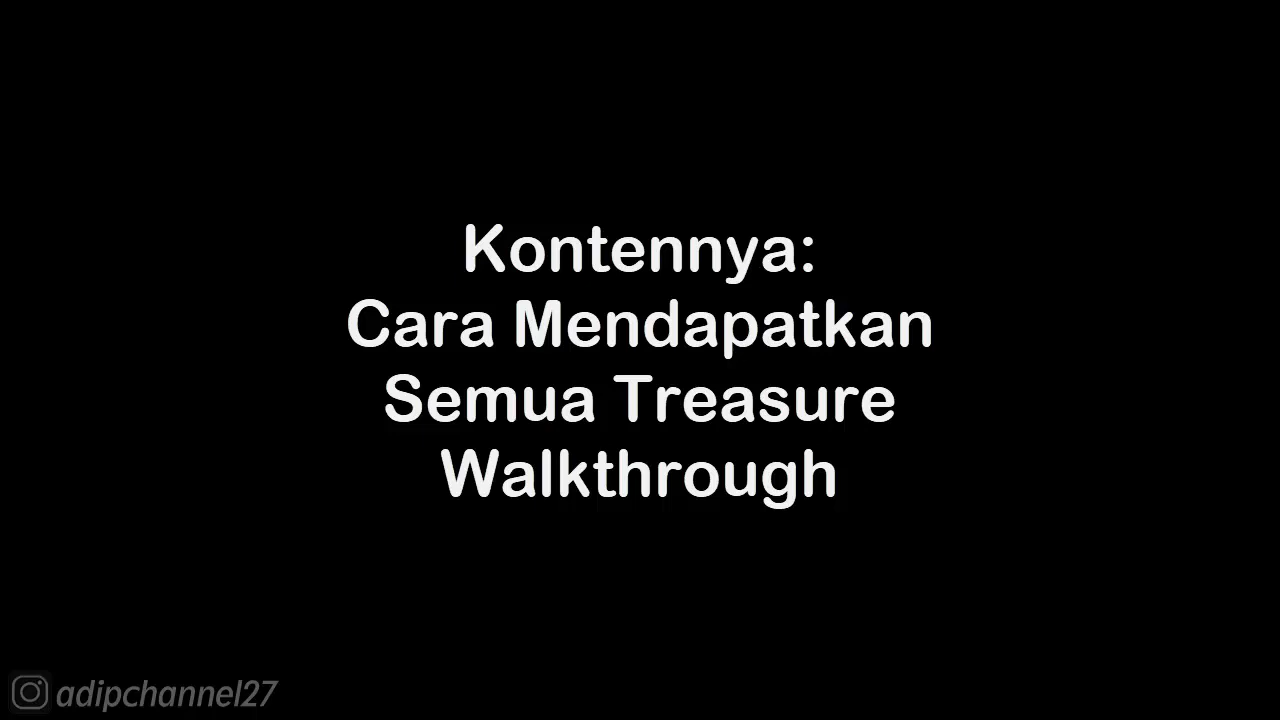 Kontennya:
Cara Mendapatkan
Semua Treasure
Walkthrough
adipchannel27